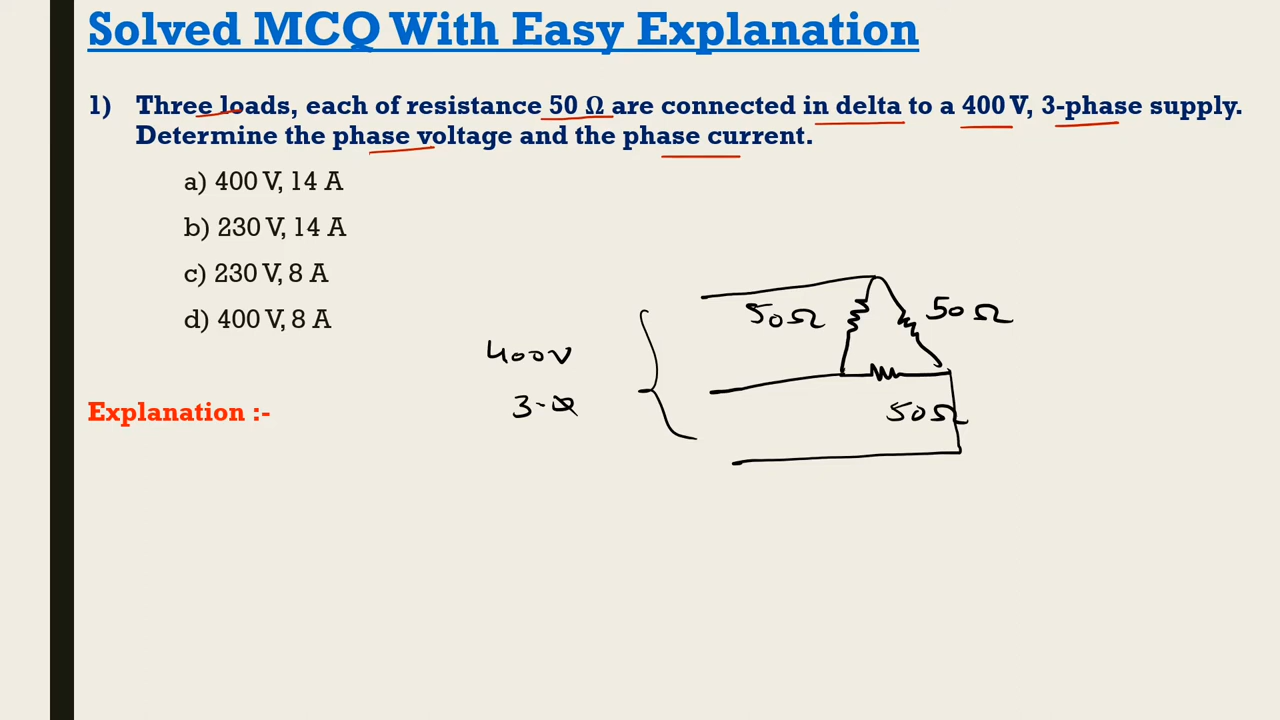 Solved MCQ With Easy Explanation
1) Three loads, each of resistance 50 Ω are connected in delta to a 400 V, 3-phase supply.
Determine the phase voltage and the phase current.
a) 400 V, 14 A
b) 230 V, 14 A
c) 230 V, 8 A
d) 400 V, 8 A
50Ω
50Ω
400V
3-Φ
50Ω
Explanation :-